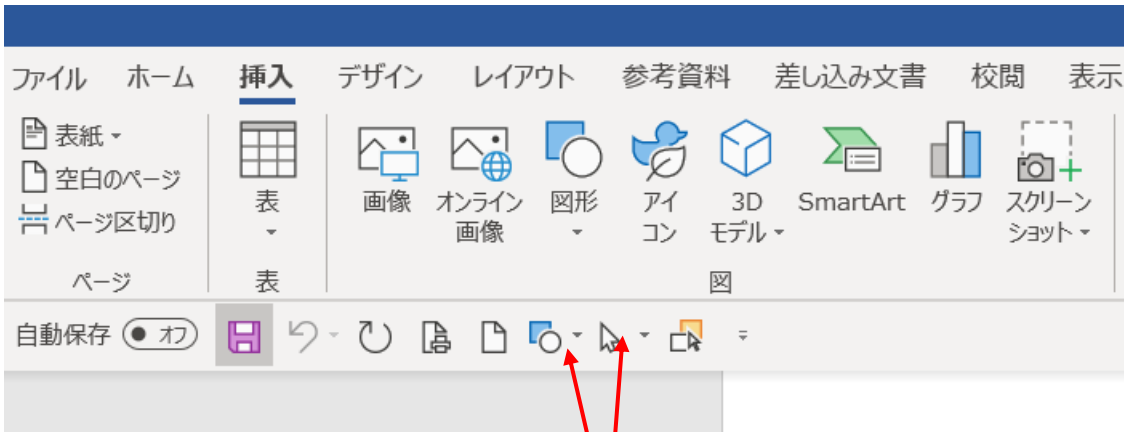 ファイル ホーム 挿入 デザイン レイアウト 参考資料 差し込み文書 校閲 表示
表紙
空白のページ
ページ区切り
ページ
表
表
画像
オンライン
画像
図形
アイ
コン
3D
モデル
SmartArt
グラフ
スクリーン
ショット
図
自動保存 オフ